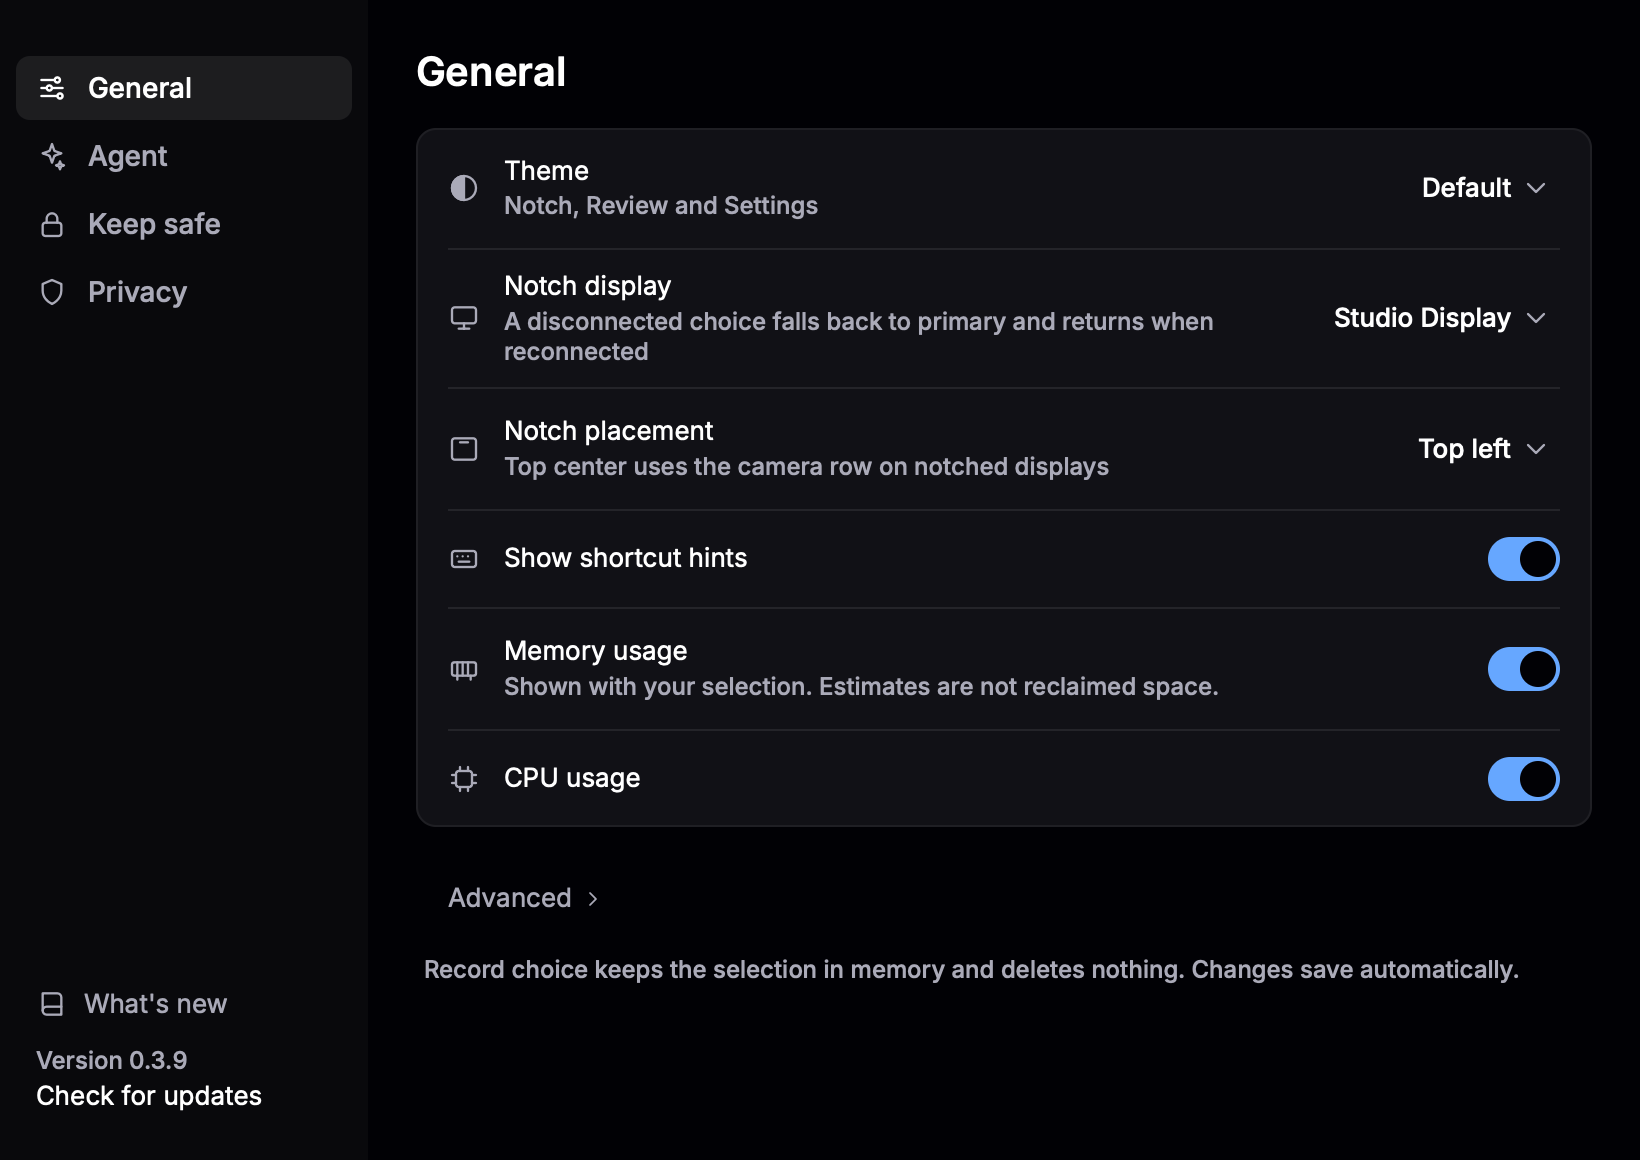 General
Agent
Keep safe
Privacy
What's new
Version 0.3.9
Check for updates
General
Theme
Notch, Review and Settings
Default
Notch display
A disconnected choice falls back to primary and returns when
reconnected
Studio Display
Notch placement
Top center uses the camera row on notched displays
Top left
Show shortcut hints
Memory usage
Shown with your selection. Estimates are not reclaimed space.
CPU usage
Advanced
Record choice keeps the selection in memory and deletes nothing. Changes save automatically.